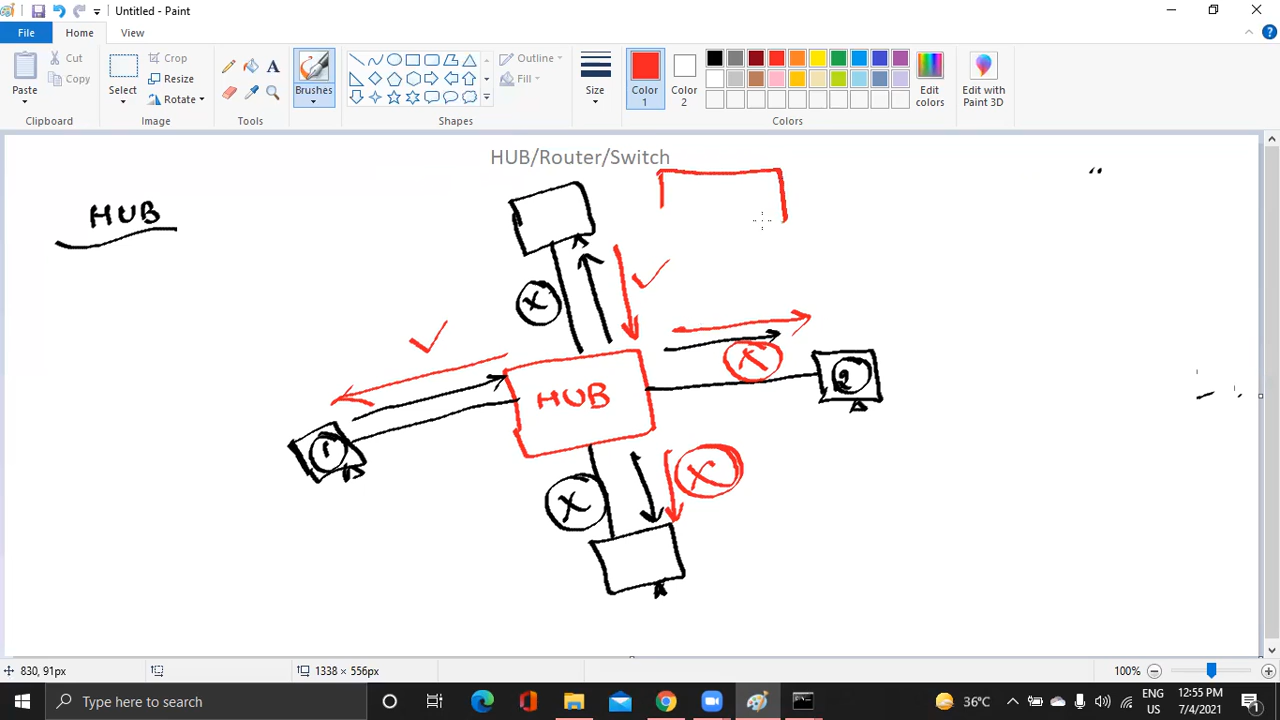 Untitled - Paint
File
Home
View
Paste
Cut
Copy
Clipboard
Select
Crop
Resize
Rotate
Image
Tools
Brushes
Shapes
Outline
Fill
Size
Color 1
Color 2
Edit colors
Edit with Paint 3D
Colors
HUB/Router/Switch
HUB
X
X
2
HUB
1
X
X
830, 91px
1338 × 556px
100%
Type here to search
36°C
ENG
US
12:55 PM
7/4/2021